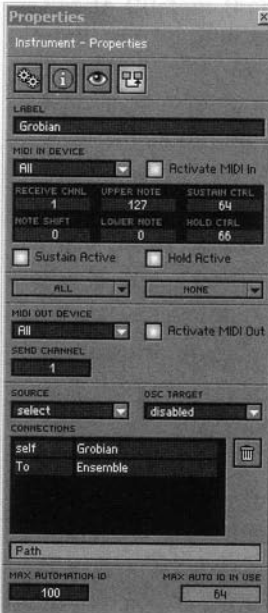 Properties
Instrument - Properties
LABEL
Grobian
MIDI IN DEVICE
All Activate MIDI In
RECEIVE CHNL UPPER NOTE SUSTAIN CTRL
1 127 64
NOTE SHIFT LOWER NOTE HOLD CTRL
0 0 66
Sustain Active Hold Active
ALL NONE
MIDI OUT DEVICE
All Activate MIDI Out
SEND CHANNEL
1
SOURCE OSC TARGET
select disabled
CONNECTIONS
self Grobian
To Ensemble
Path
MAX AUTOMATION ID MAX AUTO ID IN USE
100 64